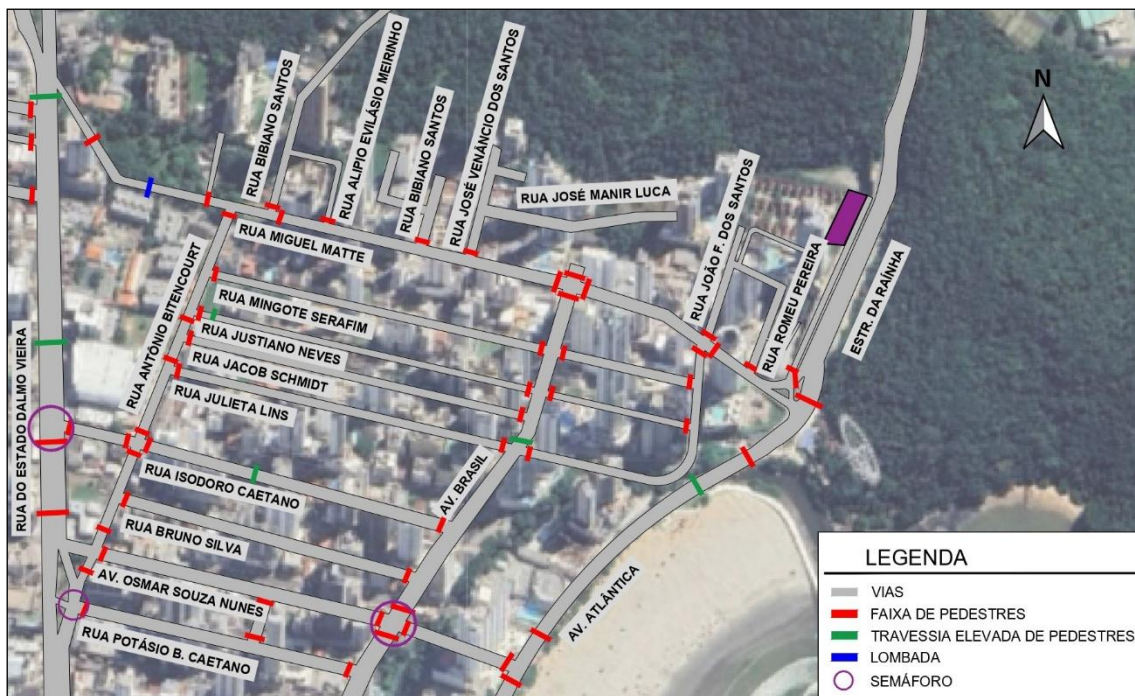 N
RUA BIBIANO SANTOS
RUA ALIPIO EVILÁSIO MEIRINHO
RUA BIBIANO SANTOS
RUA JOSÉ VENÂNCIO DOS SANTOS
RUA JOSÉ MANIR LUCA
RUA JOÃO F. DOS SANTOS
RUA ROMEU PEREIRA
ESTR. DA RAÍNHA
RUA MIGUEL MATTE
RUA ANTÔNIO BITENCOURT
RUA MINGOTE SERAFIM
RUA JUSTIANO NEVES
RUA JACOB SCHMIDT
RUA JULIETA LINS
RUA DO ESTADO DALMO VIEIRA
RUA ISODORO CAETANO
AV. BRASIL
RUA BRUNO SILVA
AV. OSMAR SOUZA NUNES
RUA POTÁSIO B. CAETANO
AV. ATLÂNTICA
LEGENDA
VIAS
FAIXA DE PEDESTRES
TRAVESSIA ELEVADA DE PEDESTRES
LOMBADA
SEMÁFORO